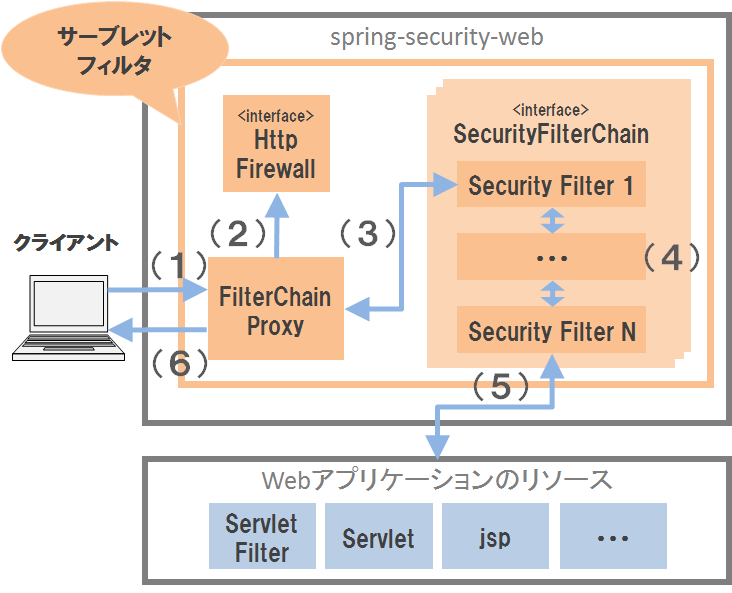 サーブレット
フィルタ
spring-security-web
<interface>
Http
Firewall
<interface>
SecurityFilterChain
Security Filter 1
...
Security Filter N
クライアント
(1)
(2)
(3)
(4)
(5)
(6)
FilterChain
Proxy
Webアプリケーションのリソース
Servlet
Filter
Servlet
jsp
...